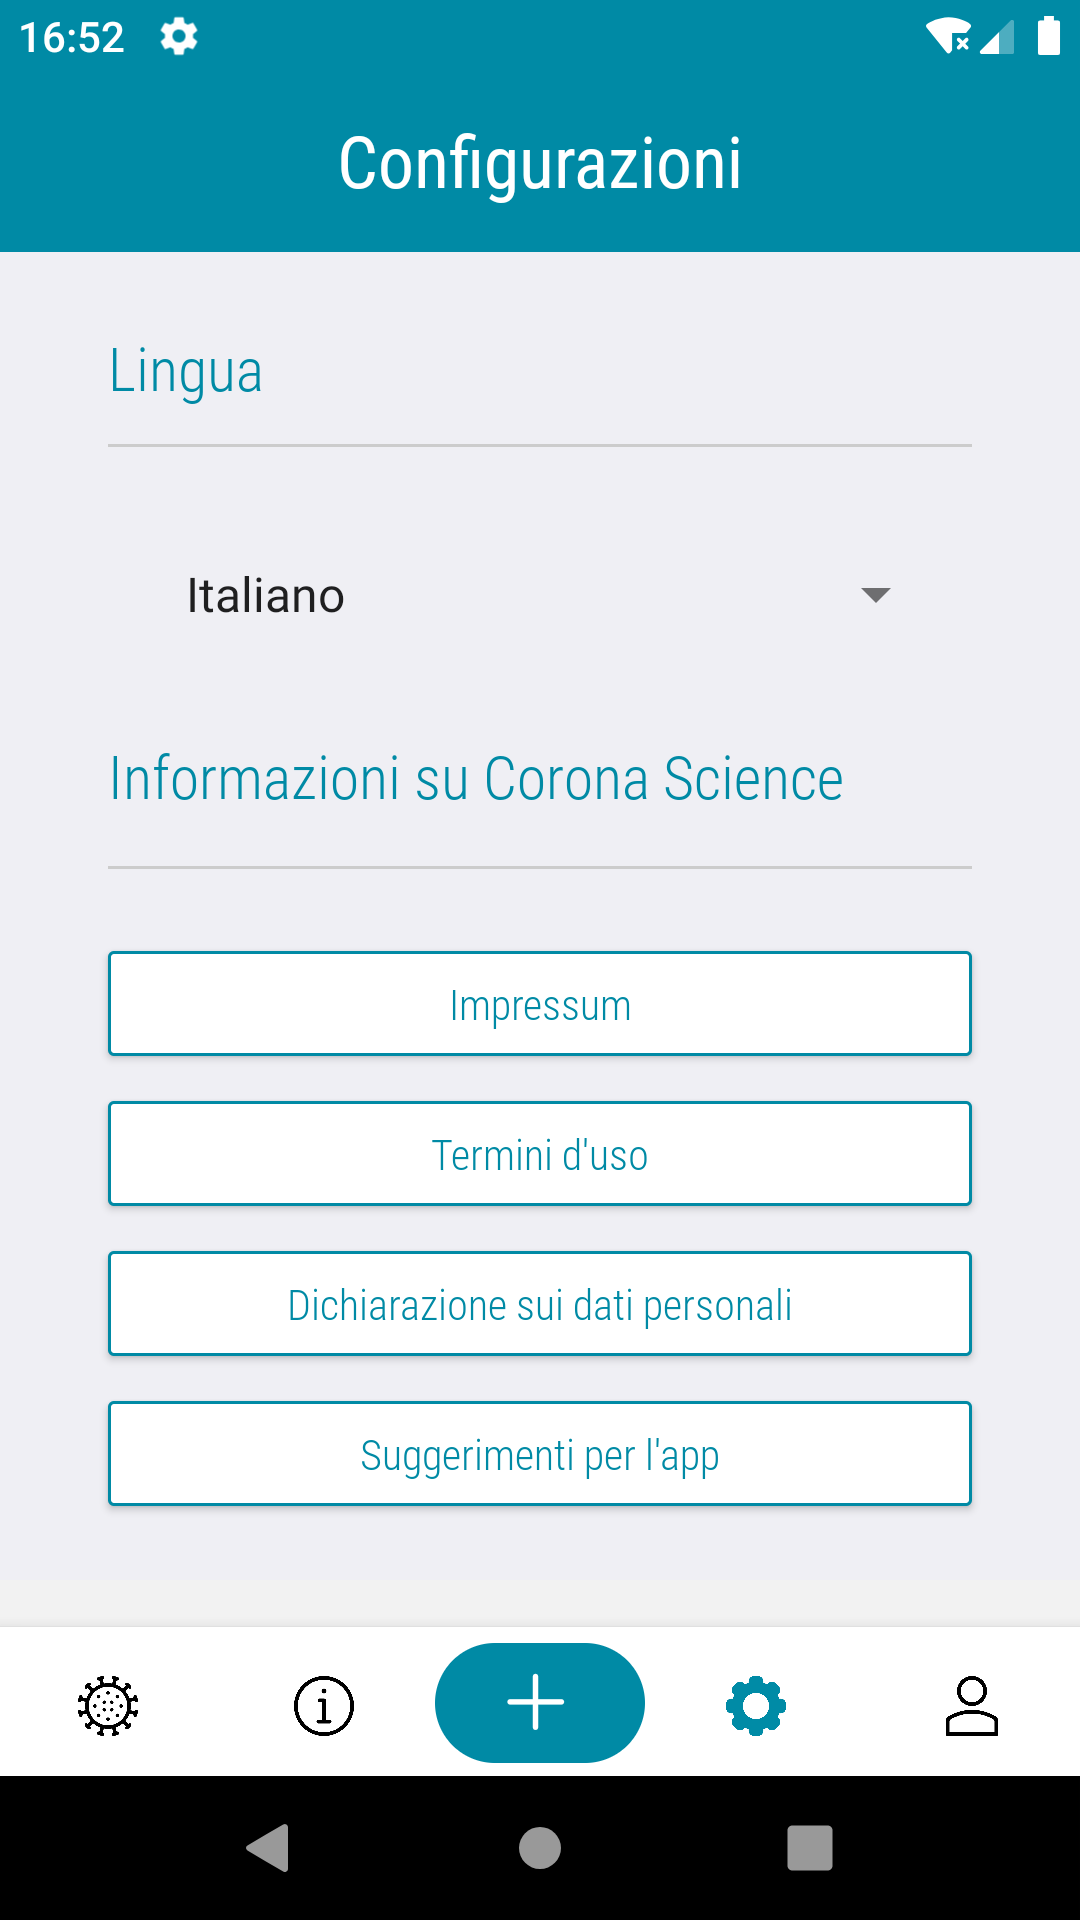 16:52
Configurazioni
Lingua
Italiano
Informazioni su Corona Science
Impressum
Termini d'uso
Dichiarazione sui dati personali
Suggerimenti per l'app